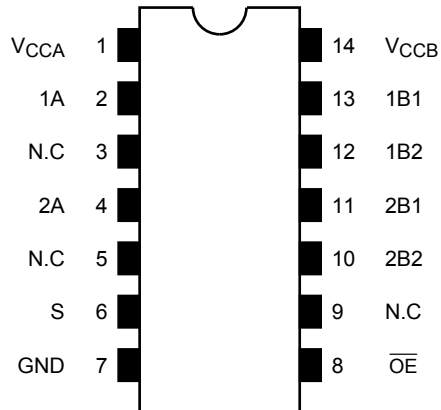 VCCA 1 14 VCCB
1A 2 13 1B1
N.C 3 12 1B2
2A 4 11 2B1
N.C 5 10 2B2
S 6 9 N.C
GND 7 8 O̅E̅